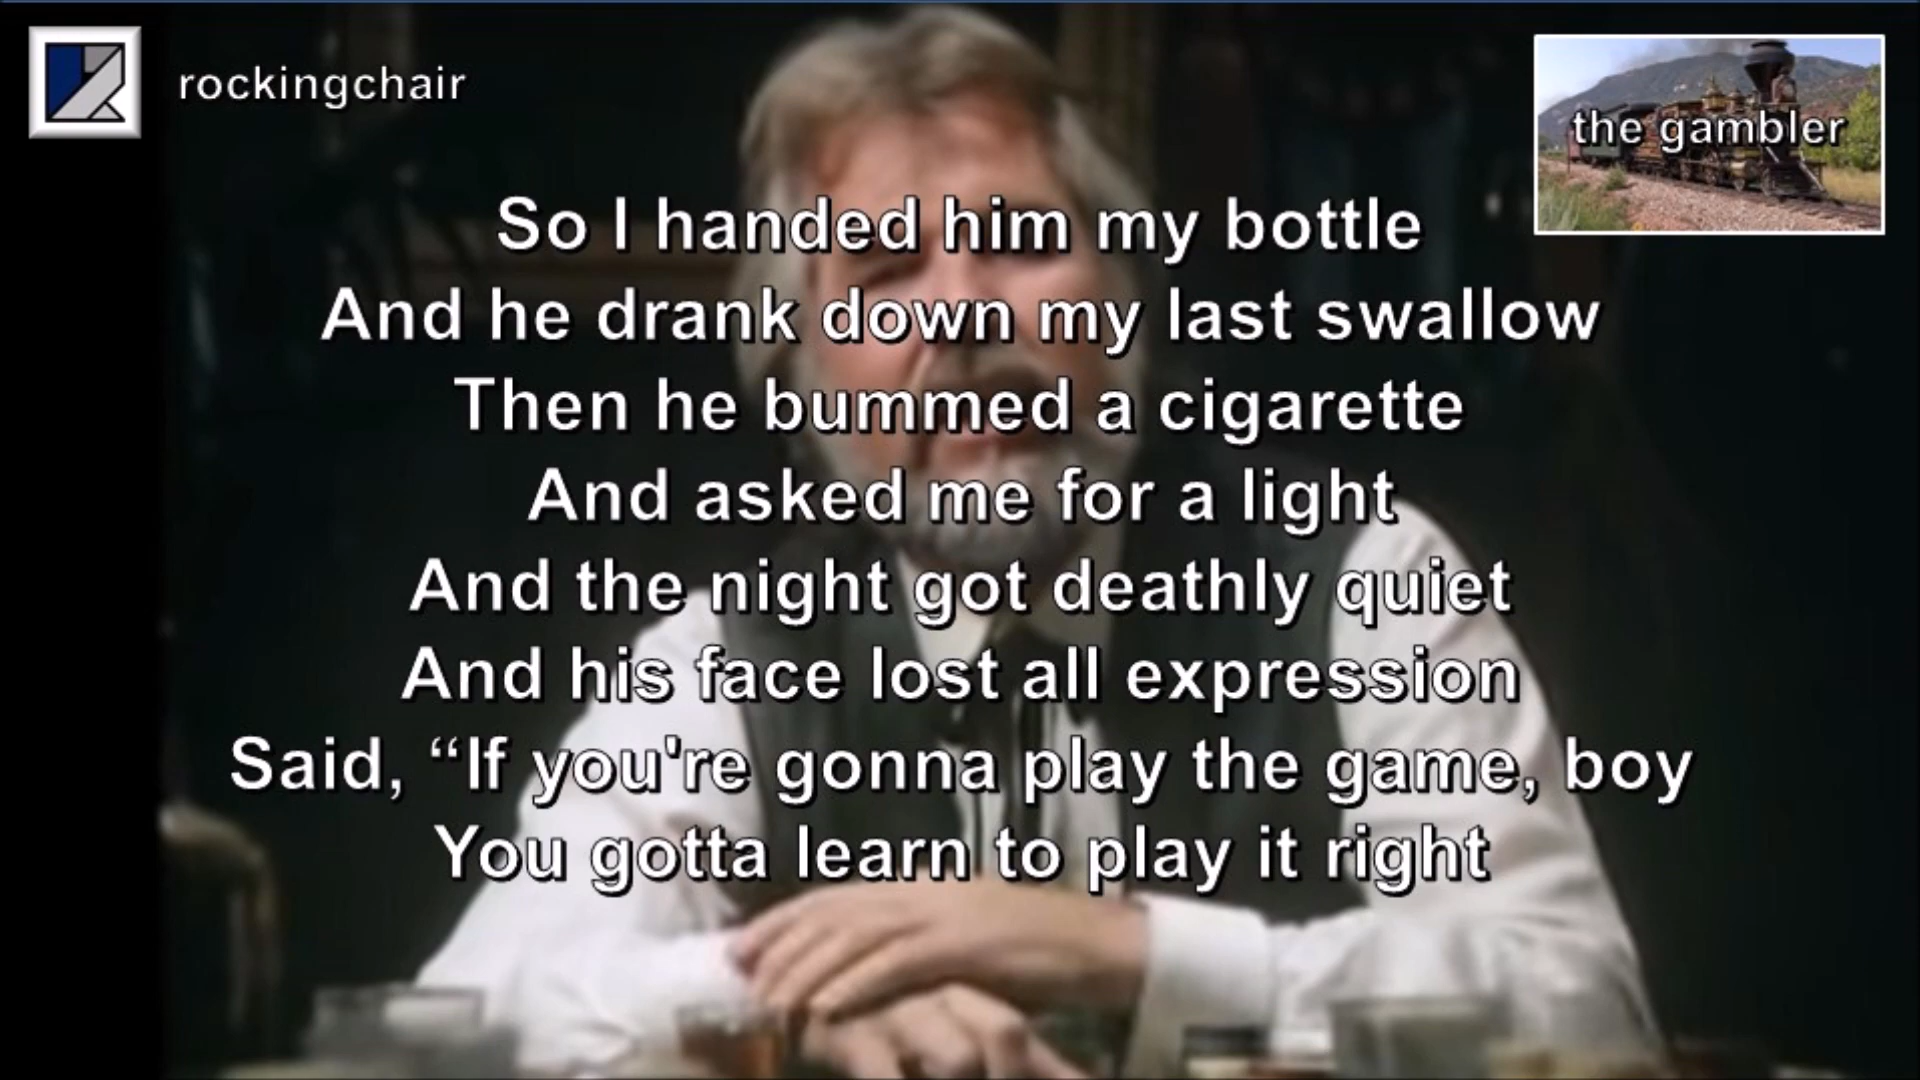 rockingchair
the gambler
So I handed him my bottle
And he drank down my last swallow
Then he bummed a cigarette
And asked me for a light
And the night got deathly quiet
And his face lost all expression
Said, “If you're gonna play the game, boy
You gotta learn to play it right